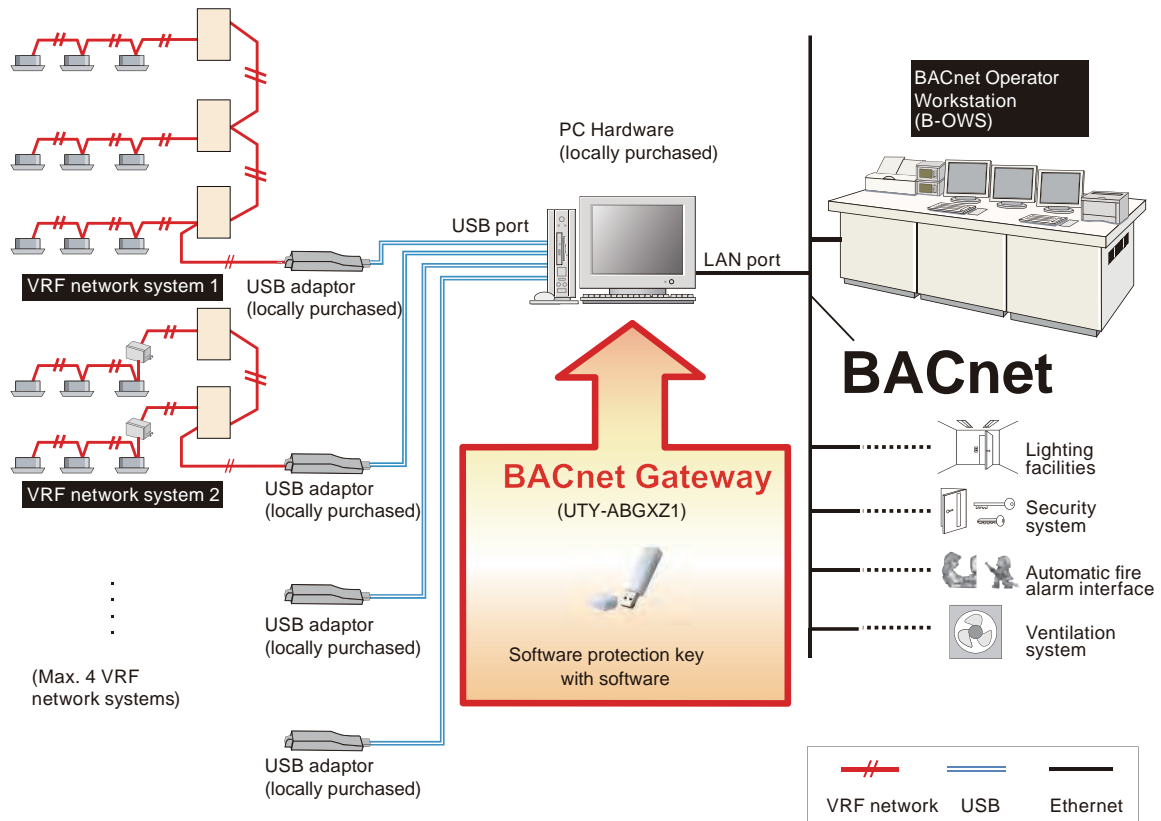 BACnet Operator
Workstation
(B-OWS)
PC Hardware
(locally purchased)
USB port
LAN port
VRF network system 1
USB adaptor
(locally purchased)
BACnet
VRF network system 2
USB adaptor
(locally purchased)
BACnet Gateway
(UTY-ABGXZ1)
Software protection key
with software
Lighting
facilities
Security
system
Automatic fire
alarm interface
Ventilation
system
USB adaptor
(locally purchased)
(Max. 4 VRF
network systems)
USB adaptor
(locally purchased)
VRF network
USB
Ethernet